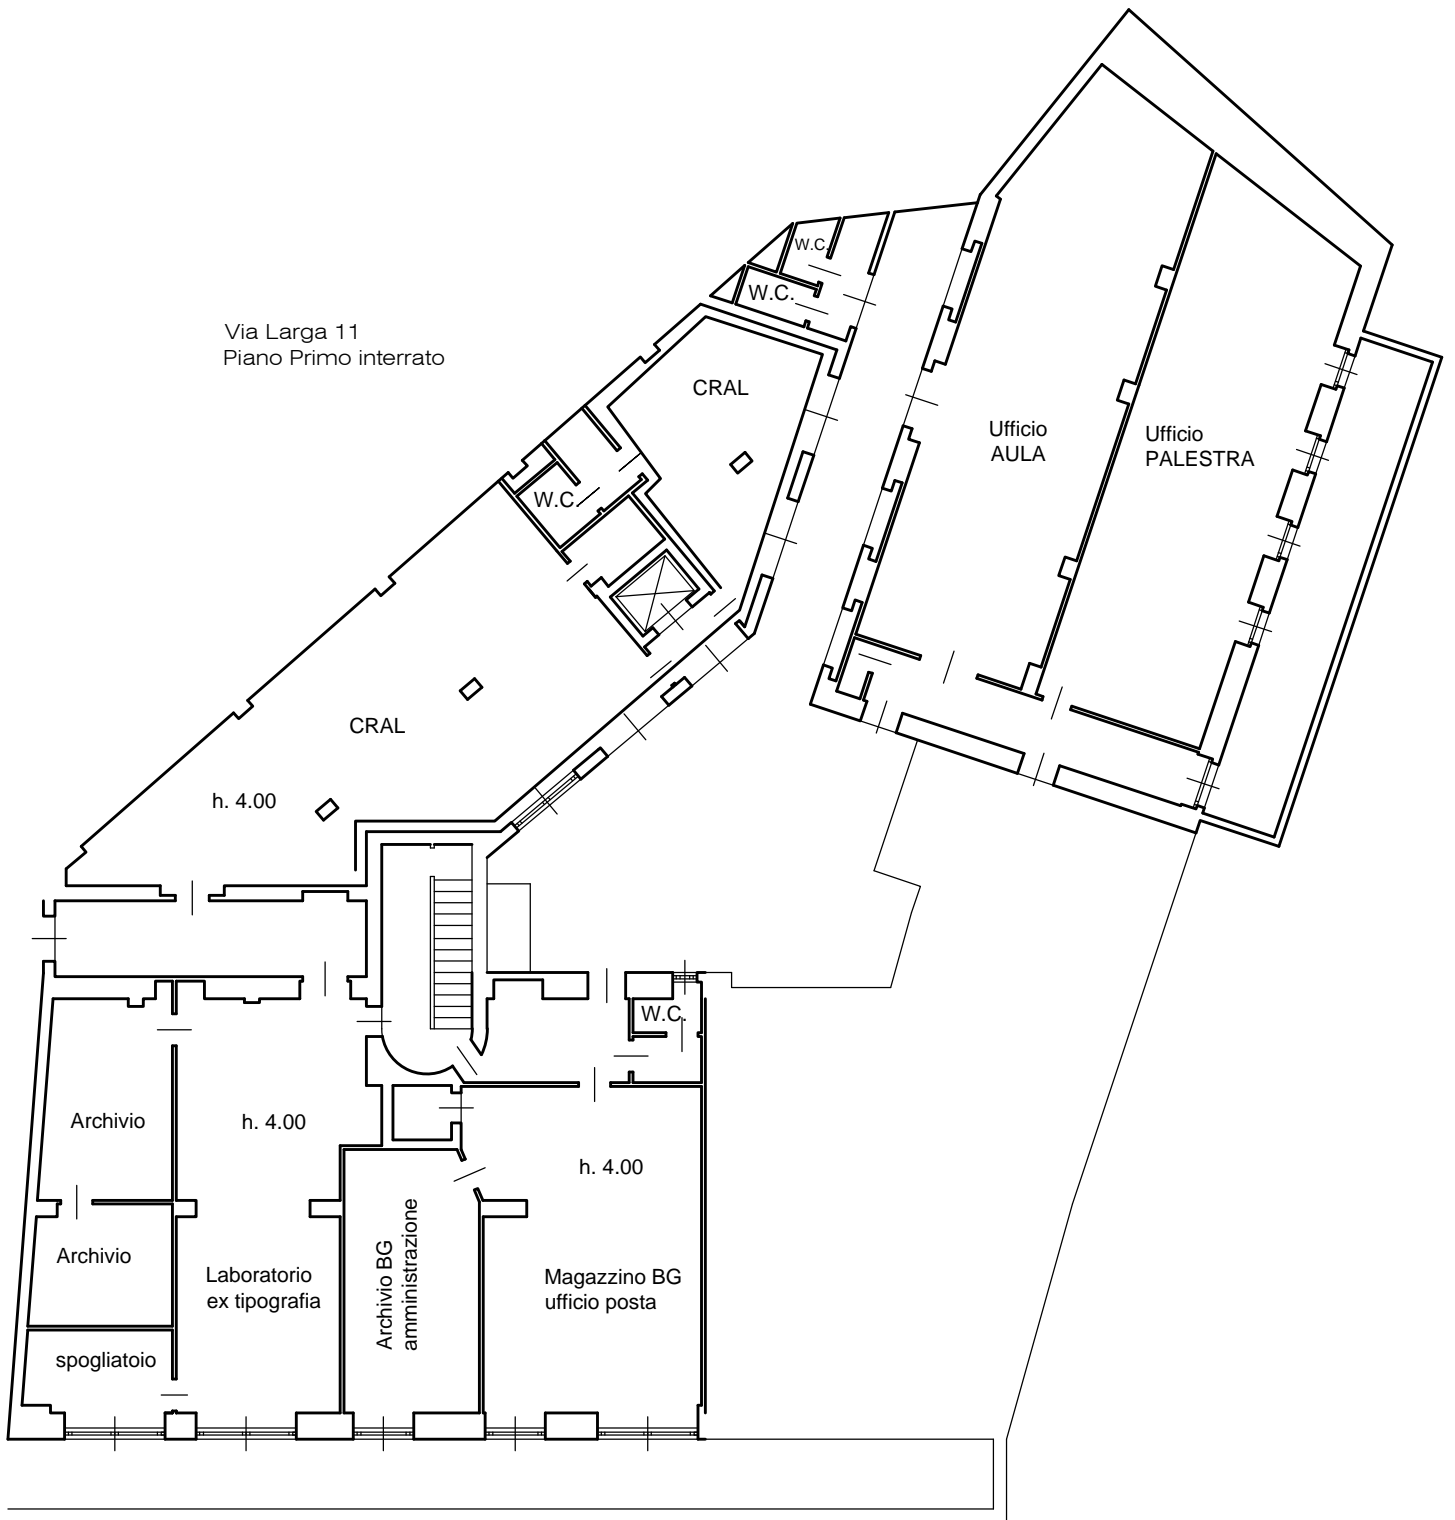 W.C.
W.C.
Via Larga 11
Piano Primo interrato
CRAL
Ufficio
AULA
Ufficio
PALESTRA
W.C.
CRAL
h. 4.00
W.C.
Archivio
h. 4.00
h. 4.00
Archivio
Laboratorio
ex tipografia
Archivio BG
amministrazione
Magazzino BG
ufficio posta
spogliatoio